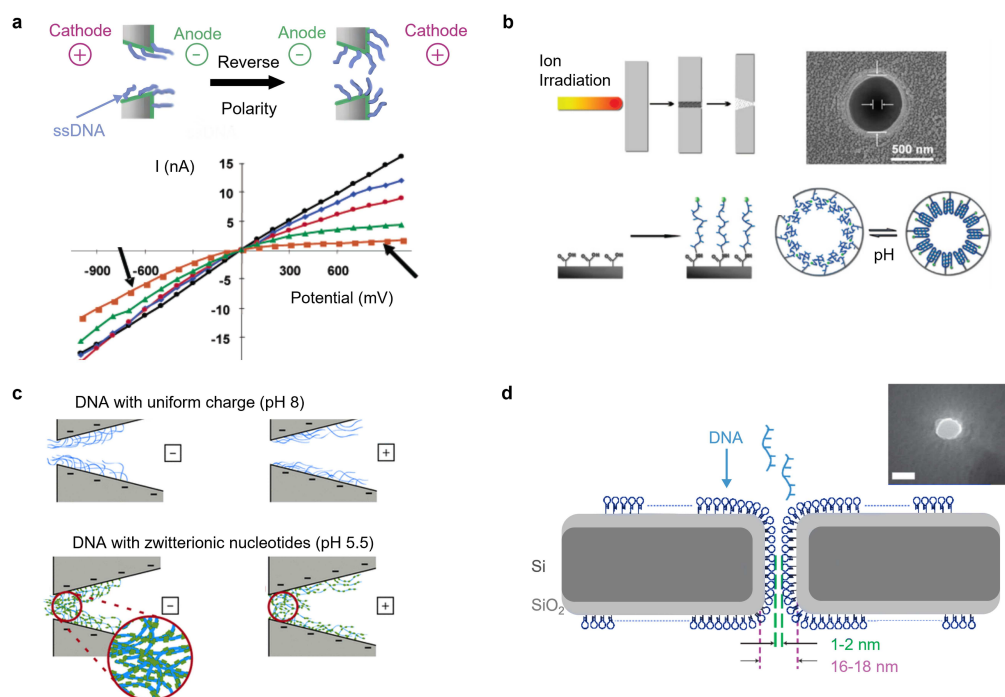 a
Cathode
Anode
Anode
Cathode
+
-
-
+
Reverse
Polarity
ssDNA
I (nA)
15
10
5
-900
-600
300
600
-5
-10
-15
Potential (mV)
b
Ion
Irradiation
500 nm
pH
c
DNA with uniform charge (pH 8)
-
+
DNA with zwitterionic nucleotides (pH 5.5)
-
+
d
DNA
Si
SiO₂
1-2 nm
16-18 nm